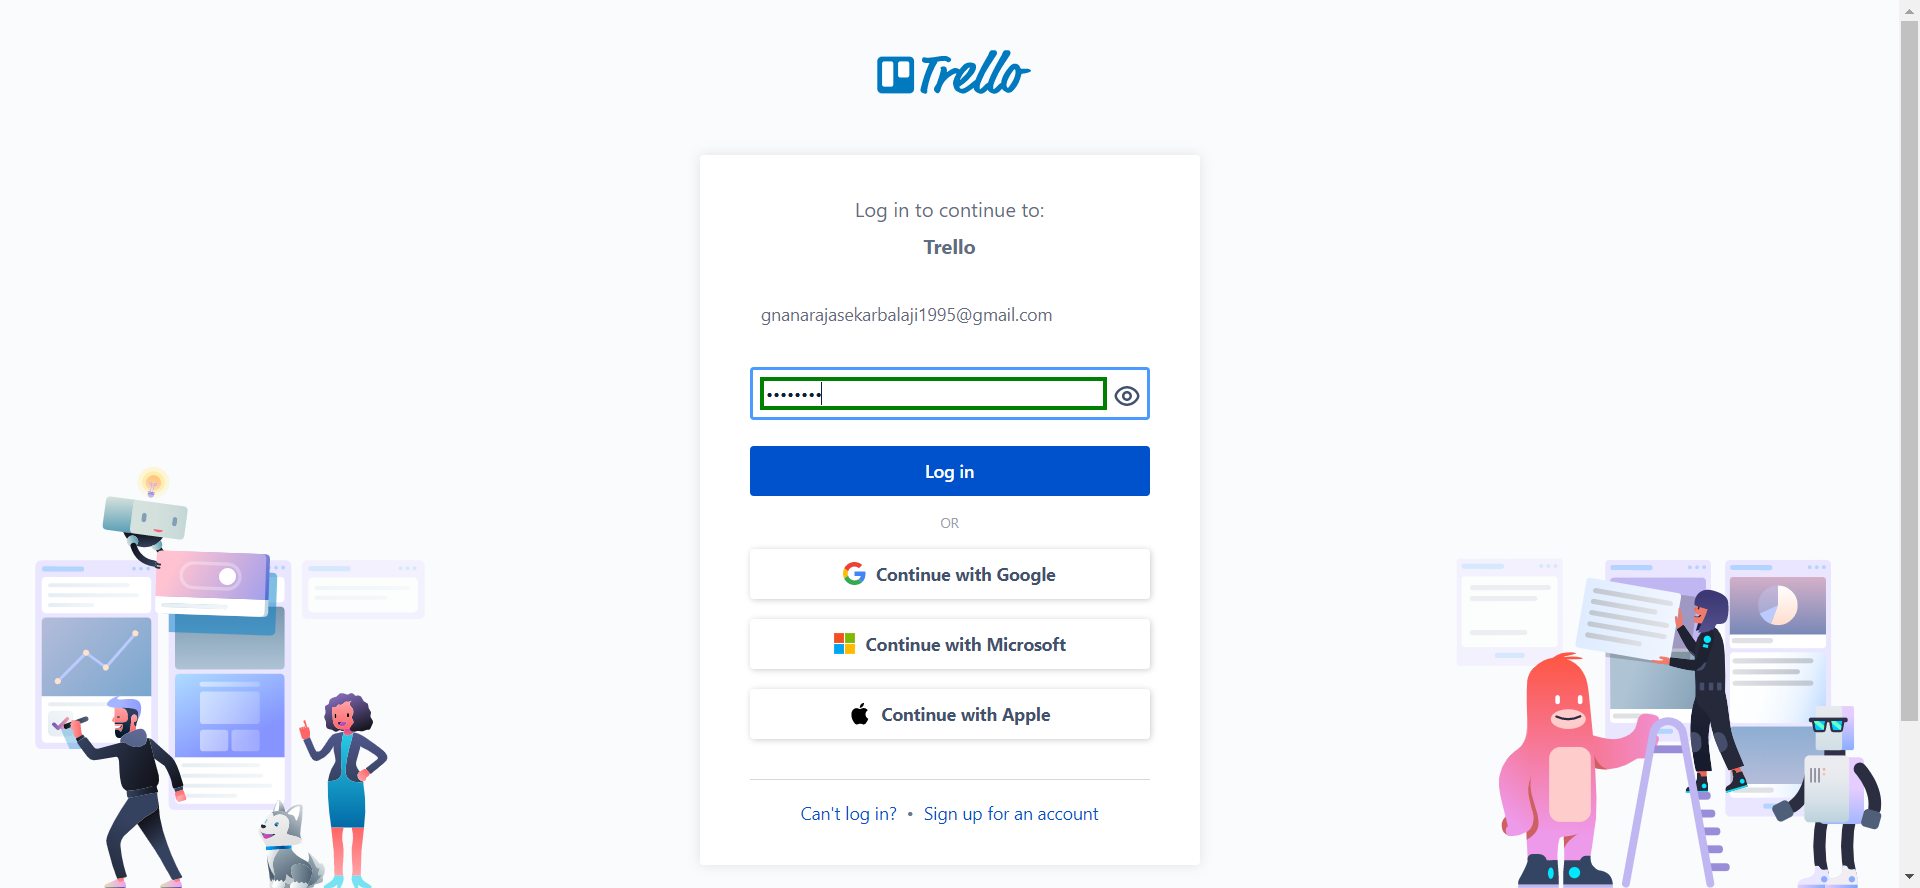 Trello
Log in to continue to:
Trello
gnanarajasekarbalaji1995@gmail.com
••••••••
Log in
OR
Continue with Google
Continue with Microsoft
Continue with Apple
Can't log in? • Sign up for an account